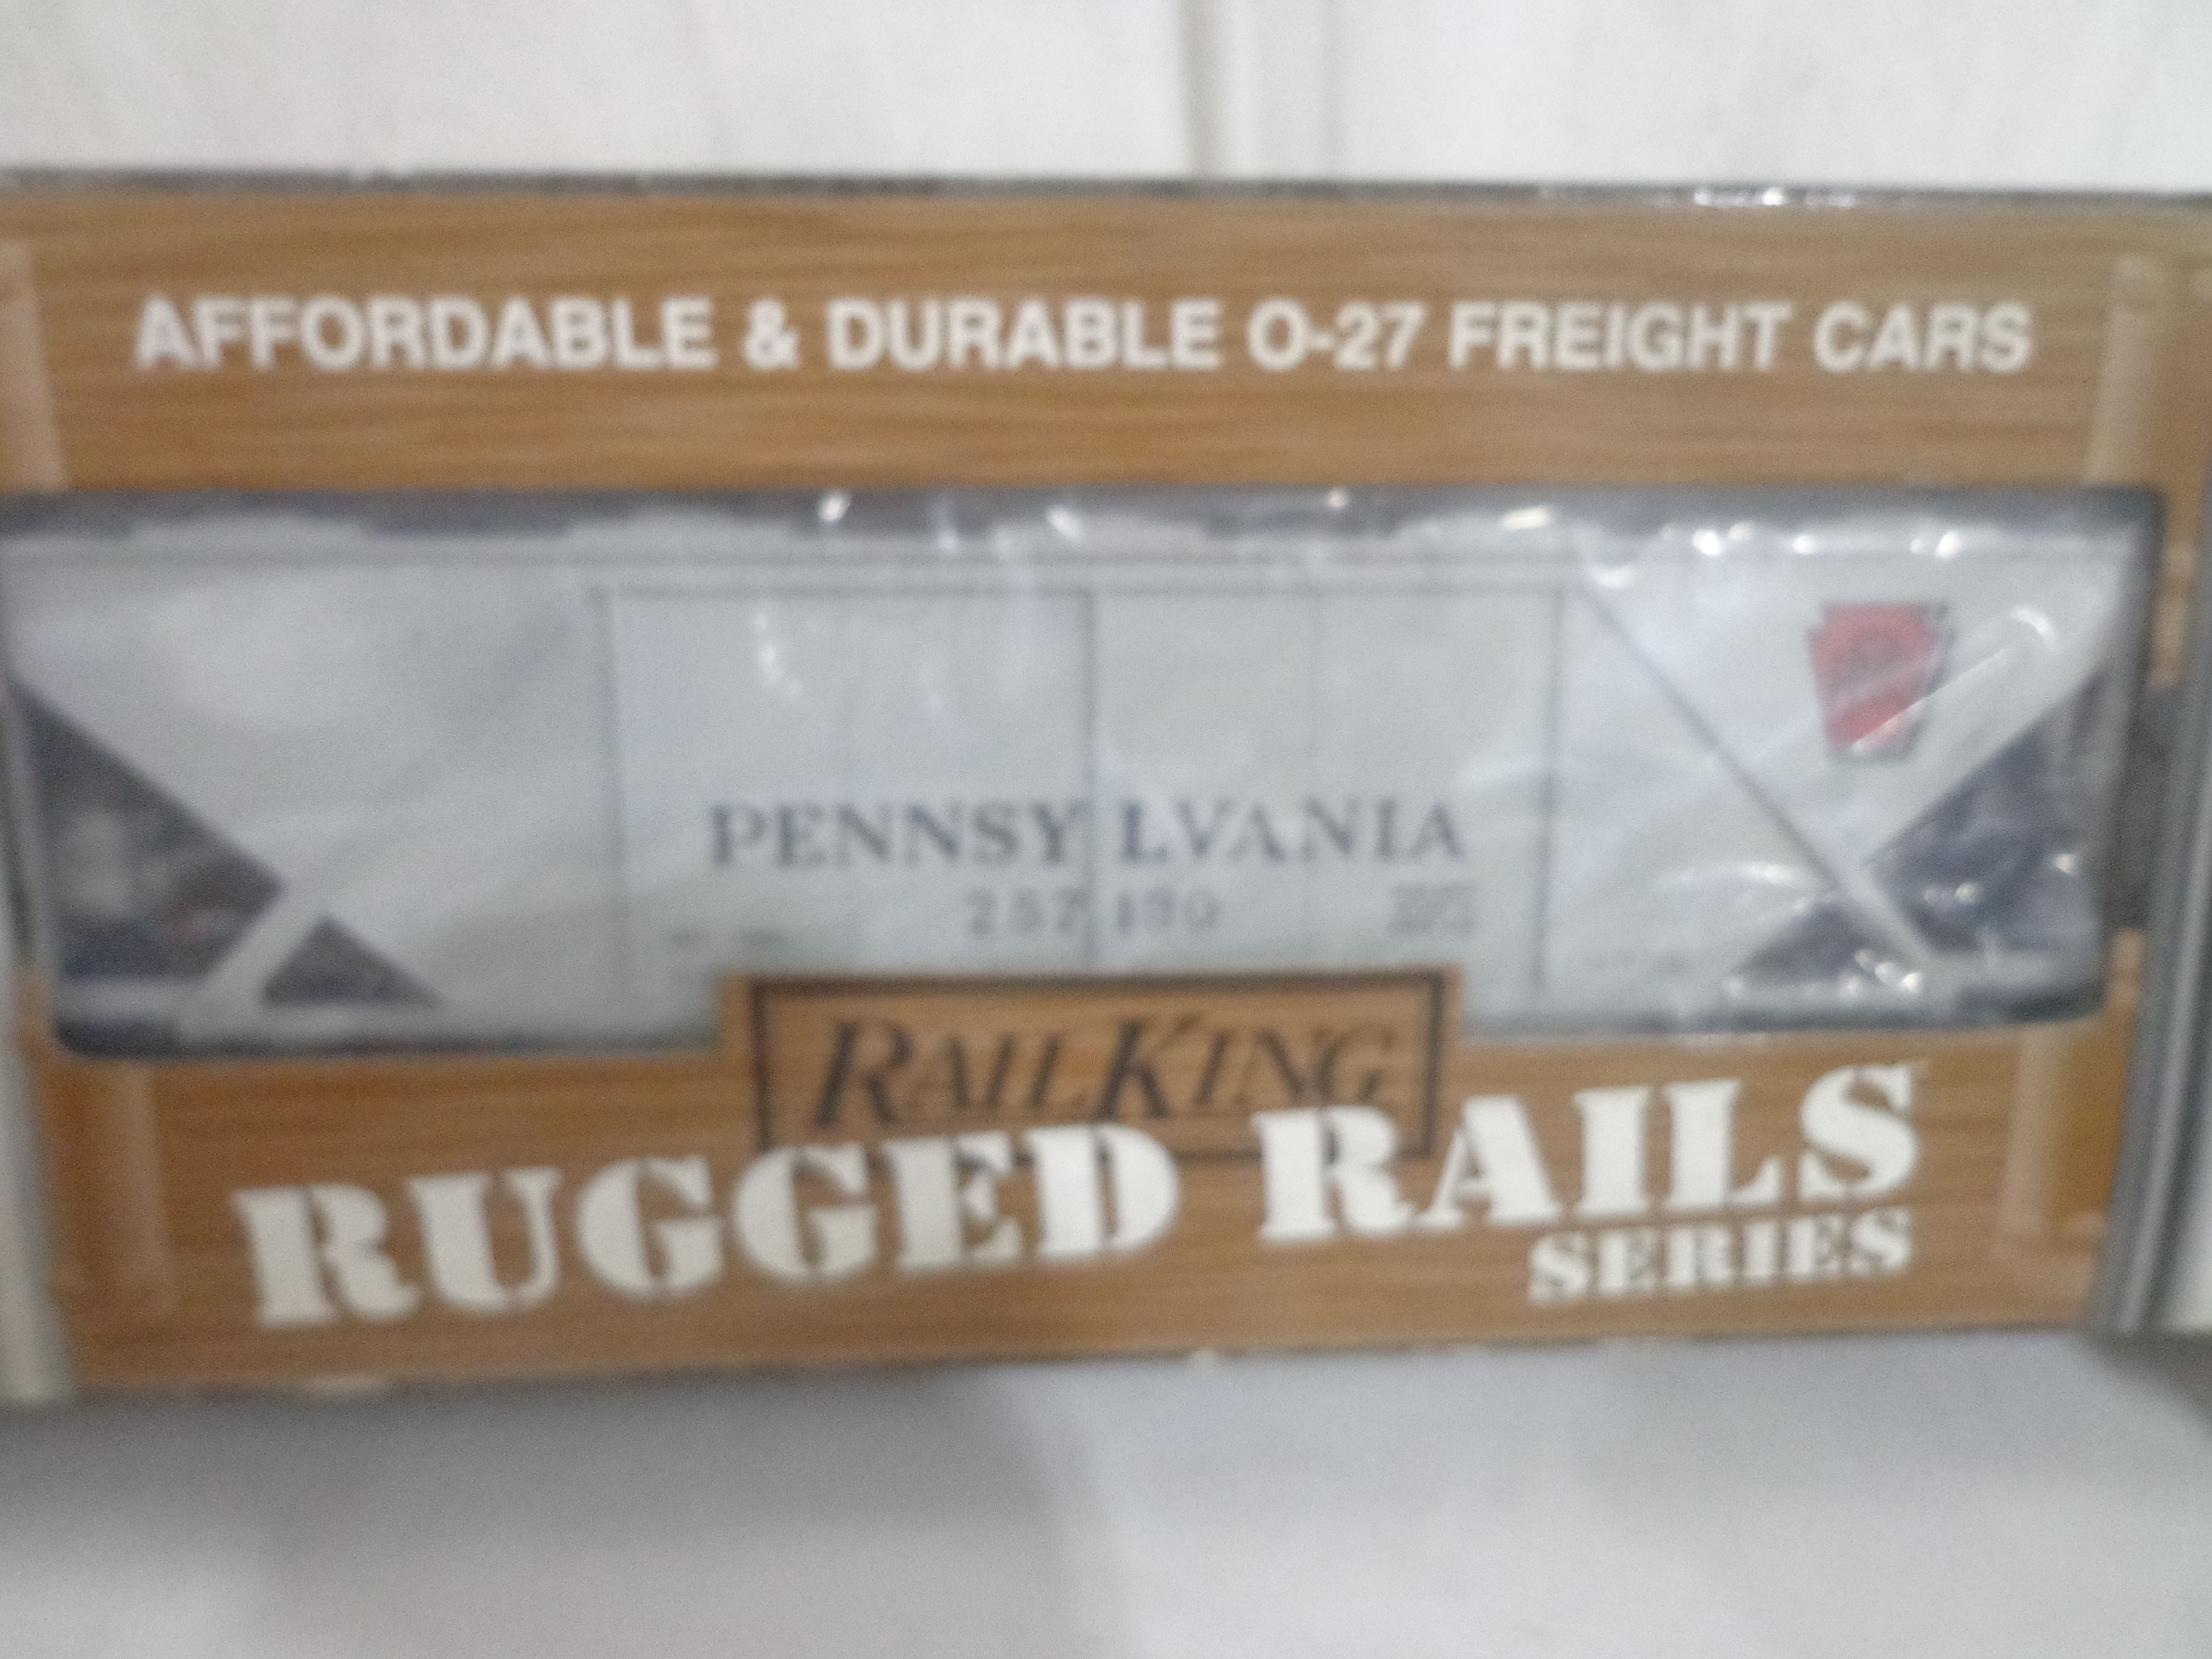 AFFORDABLE & DURABLE O-27 FREIGHT CARS
PENNSYLVANIA
RAILKING
RUGGED RAILS
SERIES